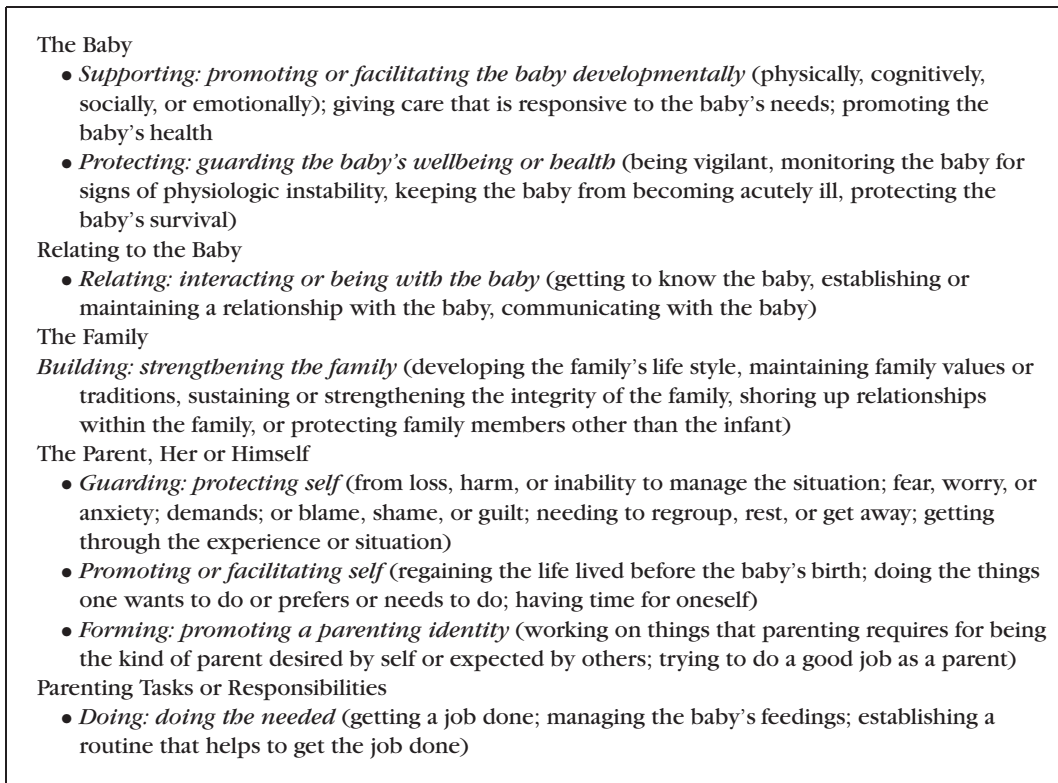 The Baby
● Supporting: promoting or facilitating the baby developmentally (physically, cognitively,
socially, or emotionally); giving care that is responsive to the baby's needs; promoting the
baby's health
● Protecting: guarding the baby's wellbeing or health (being vigilant, monitoring the baby for
signs of physiologic instability, keeping the baby from becoming acutely ill, protecting the
baby's survival)
Relating to the Baby
● Relating: interacting or being with the baby (getting to know the baby, establishing or
maintaining a relationship with the baby, communicating with the baby)
The Family
Building: strengthening the family (developing the family's life style, maintaining family values or
traditions, sustaining or strengthening the integrity of the family, shoring up relationships
within the family, or protecting family members other than the infant)
The Parent, Her or Himself
● Guarding: protecting self (from loss, harm, or inability to manage the situation; fear, worry, or
anxiety; demands; or blame, shame, or guilt; needing to regroup, rest, or get away; getting
through the experience or situation)
● Promoting or facilitating self (regaining the life lived before the baby's birth; doing the things
one wants to do or prefers or needs to do; having time for oneself)
● Forming: promoting a parenting identity (working on things that parenting requires for being
the kind of parent desired by self or expected by others; trying to do a good job as a parent)
Parenting Tasks or Responsibilities
● Doing: doing the needed (getting a job done; managing the baby's feedings; establishing a
routine that helps to get the job done)